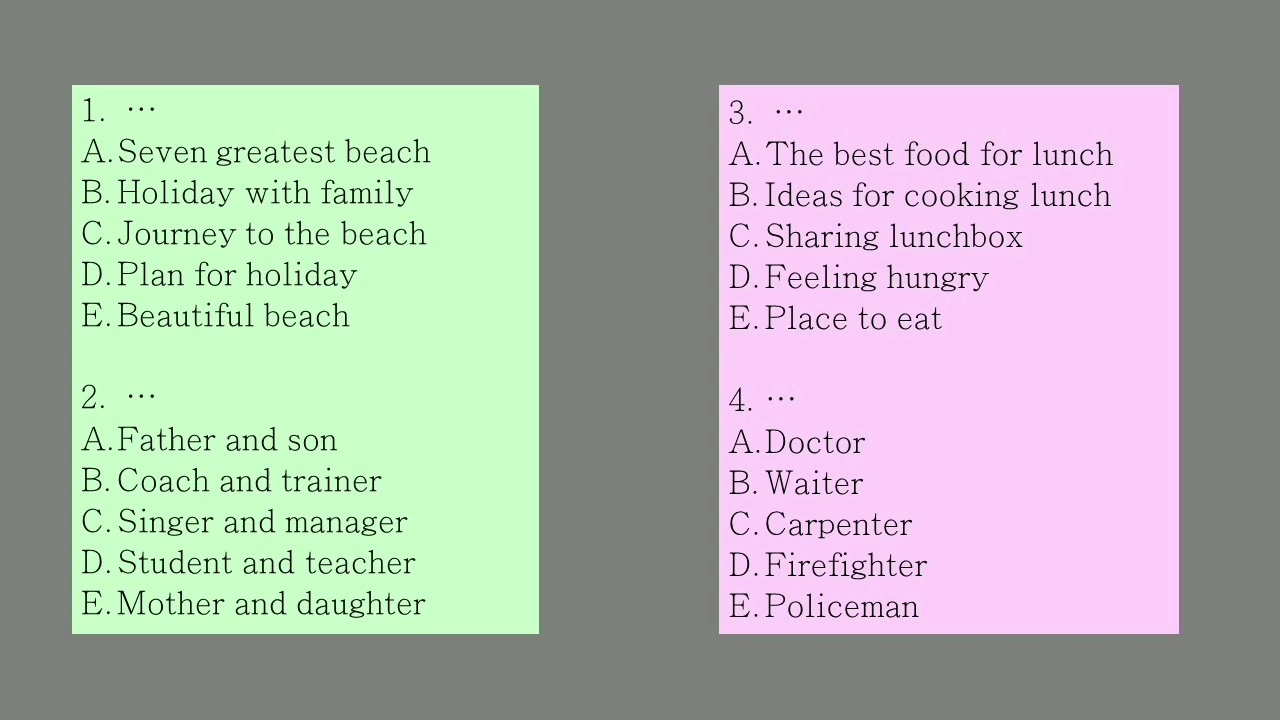 1. …
A. Seven greatest beach
B. Holiday with family
C. Journey to the beach
D. Plan for holiday
E. Beautiful beach
2. …
A. Father and son
B. Coach and trainer
C. Singer and manager
D. Student and teacher
E. Mother and daughter
3. …
A. The best food for lunch
B. Ideas for cooking lunch
C. Sharing lunchbox
D. Feeling hungry
E. Place to eat
4. …
A. Doctor
B. Waiter
C. Carpenter
D. Firefighter
E. Policeman